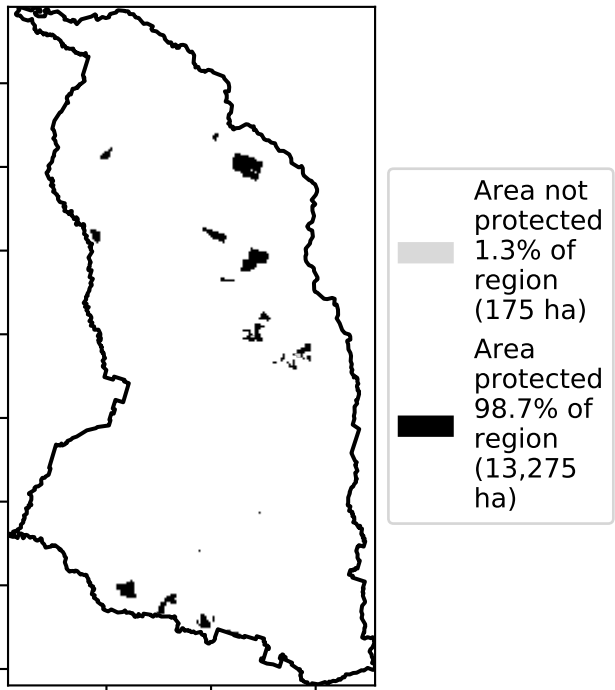 Area not
protected
1.3% of
region
(175 ha)
Area
protected
98.7% of
region
(13,275
ha)